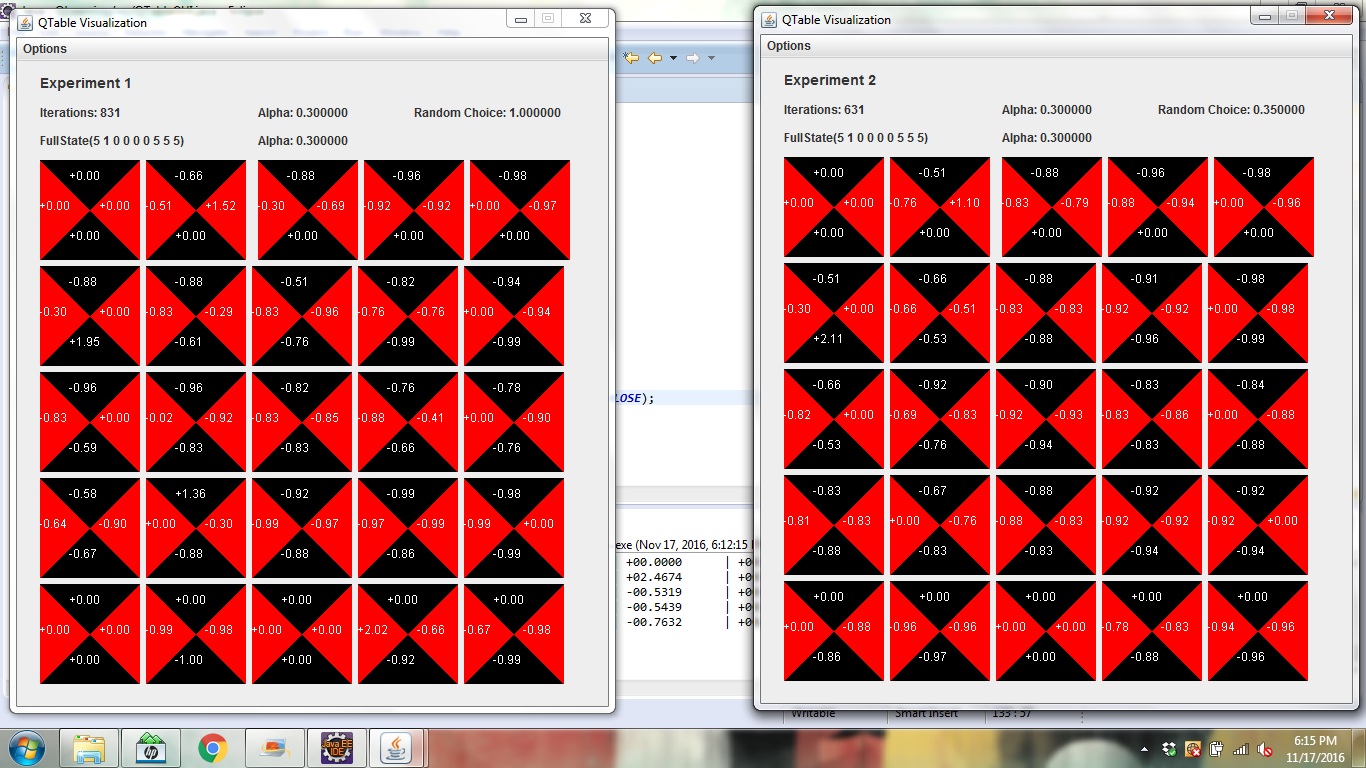 QTable Visualization
Options
Experiment 1
Iterations: 831 Alpha: 0.300000 Random Choice: 1.000000
FullState(5 1 0 0 0 0 5 5 5) Alpha: 0.300000
+0.00 -0.66 -0.88 -0.96 -0.98
+0.00 +0.00 -0.51 +1.52 -0.30 -0.69 -0.92 -0.92 +0.00 -0.97
+0.00 +0.00 +0.00 +0.00 +0.00
-0.88 -0.88 -0.51 -0.82 -0.94
-0.30 +0.00 -0.83 -0.29 -0.83 -0.96 -0.76 -0.76 +0.00 -0.94
+1.95 -0.61 -0.76 -0.99 -0.99
-0.96 -0.96 -0.82 -0.76 -0.78
-0.83 +0.00 -0.02 -0.92 -0.83 -0.85 -0.88 -0.41 +0.00 -0.90
-0.59 -0.83 -0.83 -0.66 -0.76
-0.58 +1.36 -0.92 -0.99 -0.98
-0.64 -0.90 +0.00 -0.30 -0.99 -0.97 -0.97 -0.99 -0.99 +0.00
-0.67 -0.88 -0.88 -0.86 -0.99
+0.00 +0.00 +0.00 +0.00 +0.00
+0.00 +0.00 -0.99 -0.98 +0.00 +0.00 +2.02 -0.66 -0.67 -0.98
+0.00 -1.00 +0.00 -0.92 -0.99
LOSE);
exe (Nov 17, 2016, 6:12:15
+00.0000 | +0
+02.4674 | +0
-00.5319 | +0
-00.5439 | +0
-00.7632 | +0
QTable Visualization
Options
Experiment 2
Iterations: 631 Alpha: 0.300000 Random Choice: 0.350000
FullState(5 1 0 0 0 0 5 5 5) Alpha: 0.300000
+0.00 -0.51 -0.88 -0.96 -0.98
+0.00 +0.00 -0.76 +1.10 -0.83 -0.79 -0.88 -0.94 +0.00 -0.96
+0.00 +0.00 +0.00 +0.00 +0.00
-0.51 -0.66 -0.88 -0.91 -0.98
-0.30 +0.00 -0.66 -0.51 -0.83 -0.83 -0.92 -0.92 +0.00 -0.98
+2.11 -0.53 -0.88 -0.96 -0.99
-0.66 -0.92 -0.90 -0.83 -0.84
-0.82 +0.00 -0.69 -0.83 -0.92 -0.93 -0.83 -0.86 +0.00 -0.88
-0.53 -0.76 -0.94 -0.83 -0.88
-0.83 -0.67 -0.88 -0.92 -0.92
-0.81 -0.83 +0.00 -0.76 -0.88 -0.83 -0.92 -0.92 -0.92 +0.00
-0.88 -0.83 -0.83 -0.94 -0.94
+0.00 +0.00 +0.00 +0.00 +0.00
+0.00 -0.88 -0.96 -0.96 +0.00 +0.00 -0.78 -0.83 -0.94 -0.96
-0.86 -0.97 +0.00 -0.88 -0.96
Writable Smart Insert
hp
Java EE
IDE
6:15 PM
11/17/2016